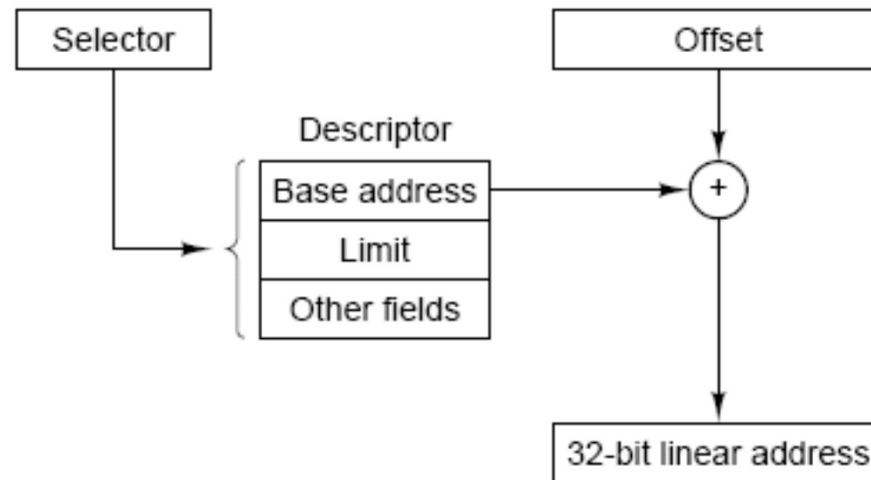 Selector
Offset
Descriptor
Base address
+
Limit
Other fields
32-bit linear address